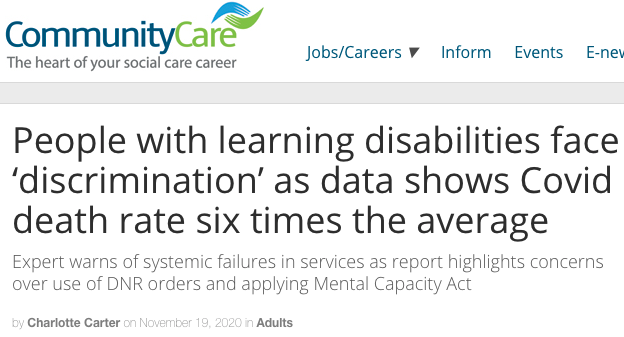 CommunityCare
The heart of your social care career
Jobs/Careers ▼ Inform Events E-new
People with learning disabilities face
‘discrimination’ as data shows Covid
death rate six times the average
Expert warns of systemic failures in services as report highlights concerns
over use of DNR orders and applying Mental Capacity Act
by Charlotte Carter on November 19, 2020 in Adults